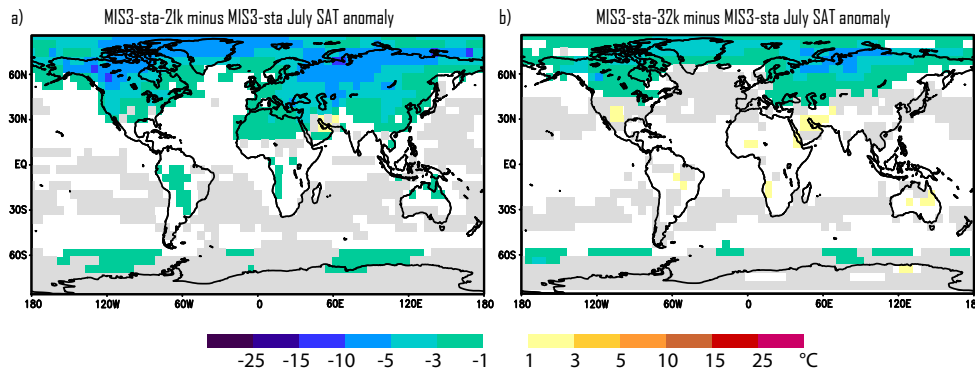 a) MIS3-sta-21k minus MIS3-sta July SAT anomaly
b) MIS3-sta-32k minus MIS3-sta July SAT anomaly
60N
30N
EQ
30S
60S
180 120W 60W 0 60E 120E 180
60N
30N
EQ
30S
60S
180 120W 60W 0 60E 120E 180
-25 -15 -10 -5 -3 -1 1 3 5 10 15 25 °C